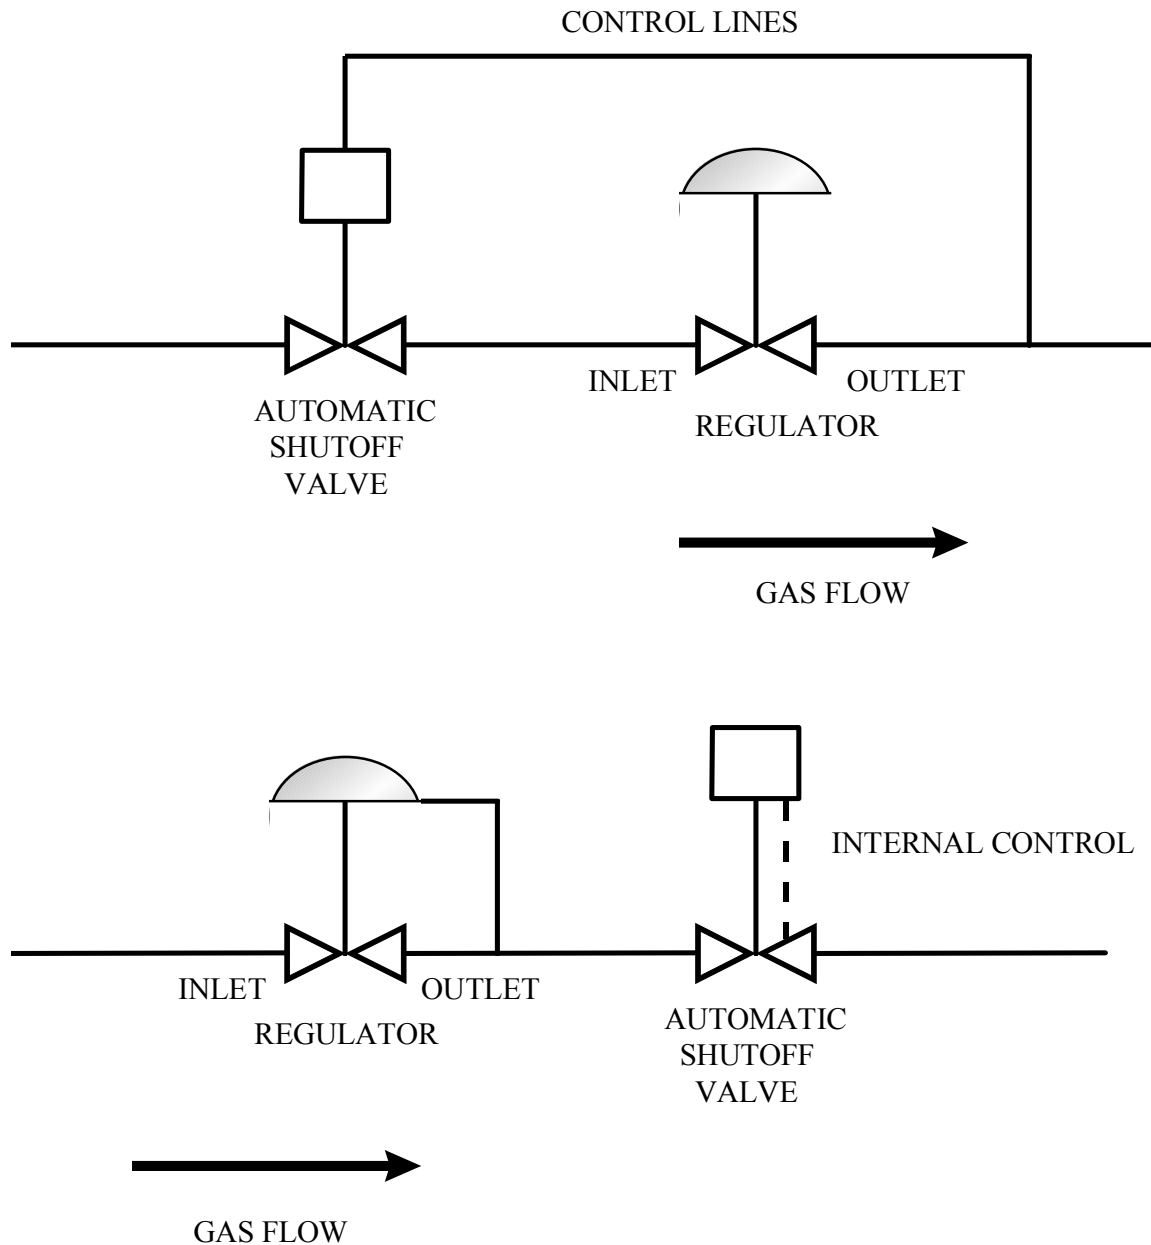 CONTROL LINES
INLET
OUTLET
AUTOMATIC
SHUTOFF
VALVE
REGULATOR
GAS FLOW
INTERNAL CONTROL
INLET
OUTLET
REGULATOR
AUTOMATIC
SHUTOFF
VALVE
GAS FLOW